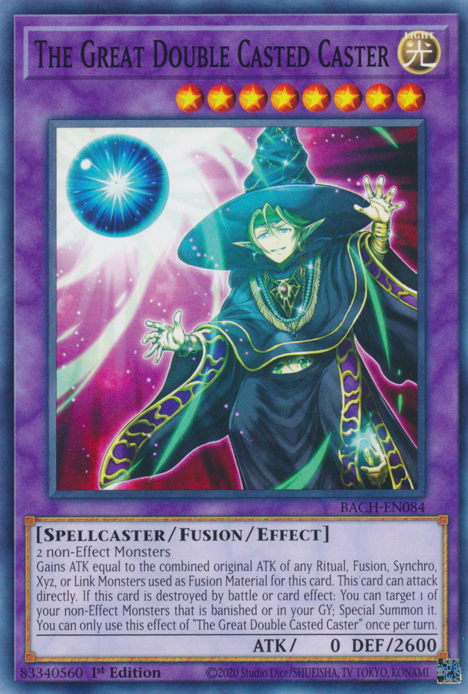 The Great Double Casted Caster
LIGHT
光
BACH-EN084
[Spellcaster/Fusion/Effect]
2 non-Effect Monsters
Gains ATK equal to the combined original ATK of any Ritual, Fusion, Synchro,
Xyz, or Link Monsters used as Fusion Material for this card. This card can attack
directly. If this card is destroyed by battle or card effect: You can target 1 of
your non-Effect Monsters that is banished or in your GY; Special Summon it.
You can only use this effect of "The Great Double Casted Caster" once per turn.
ATK/ 0 DEF/2600
83340560 1st Edition ©2020 Studio Dice/SHUEISHA, TV TOKYO, KONAMI